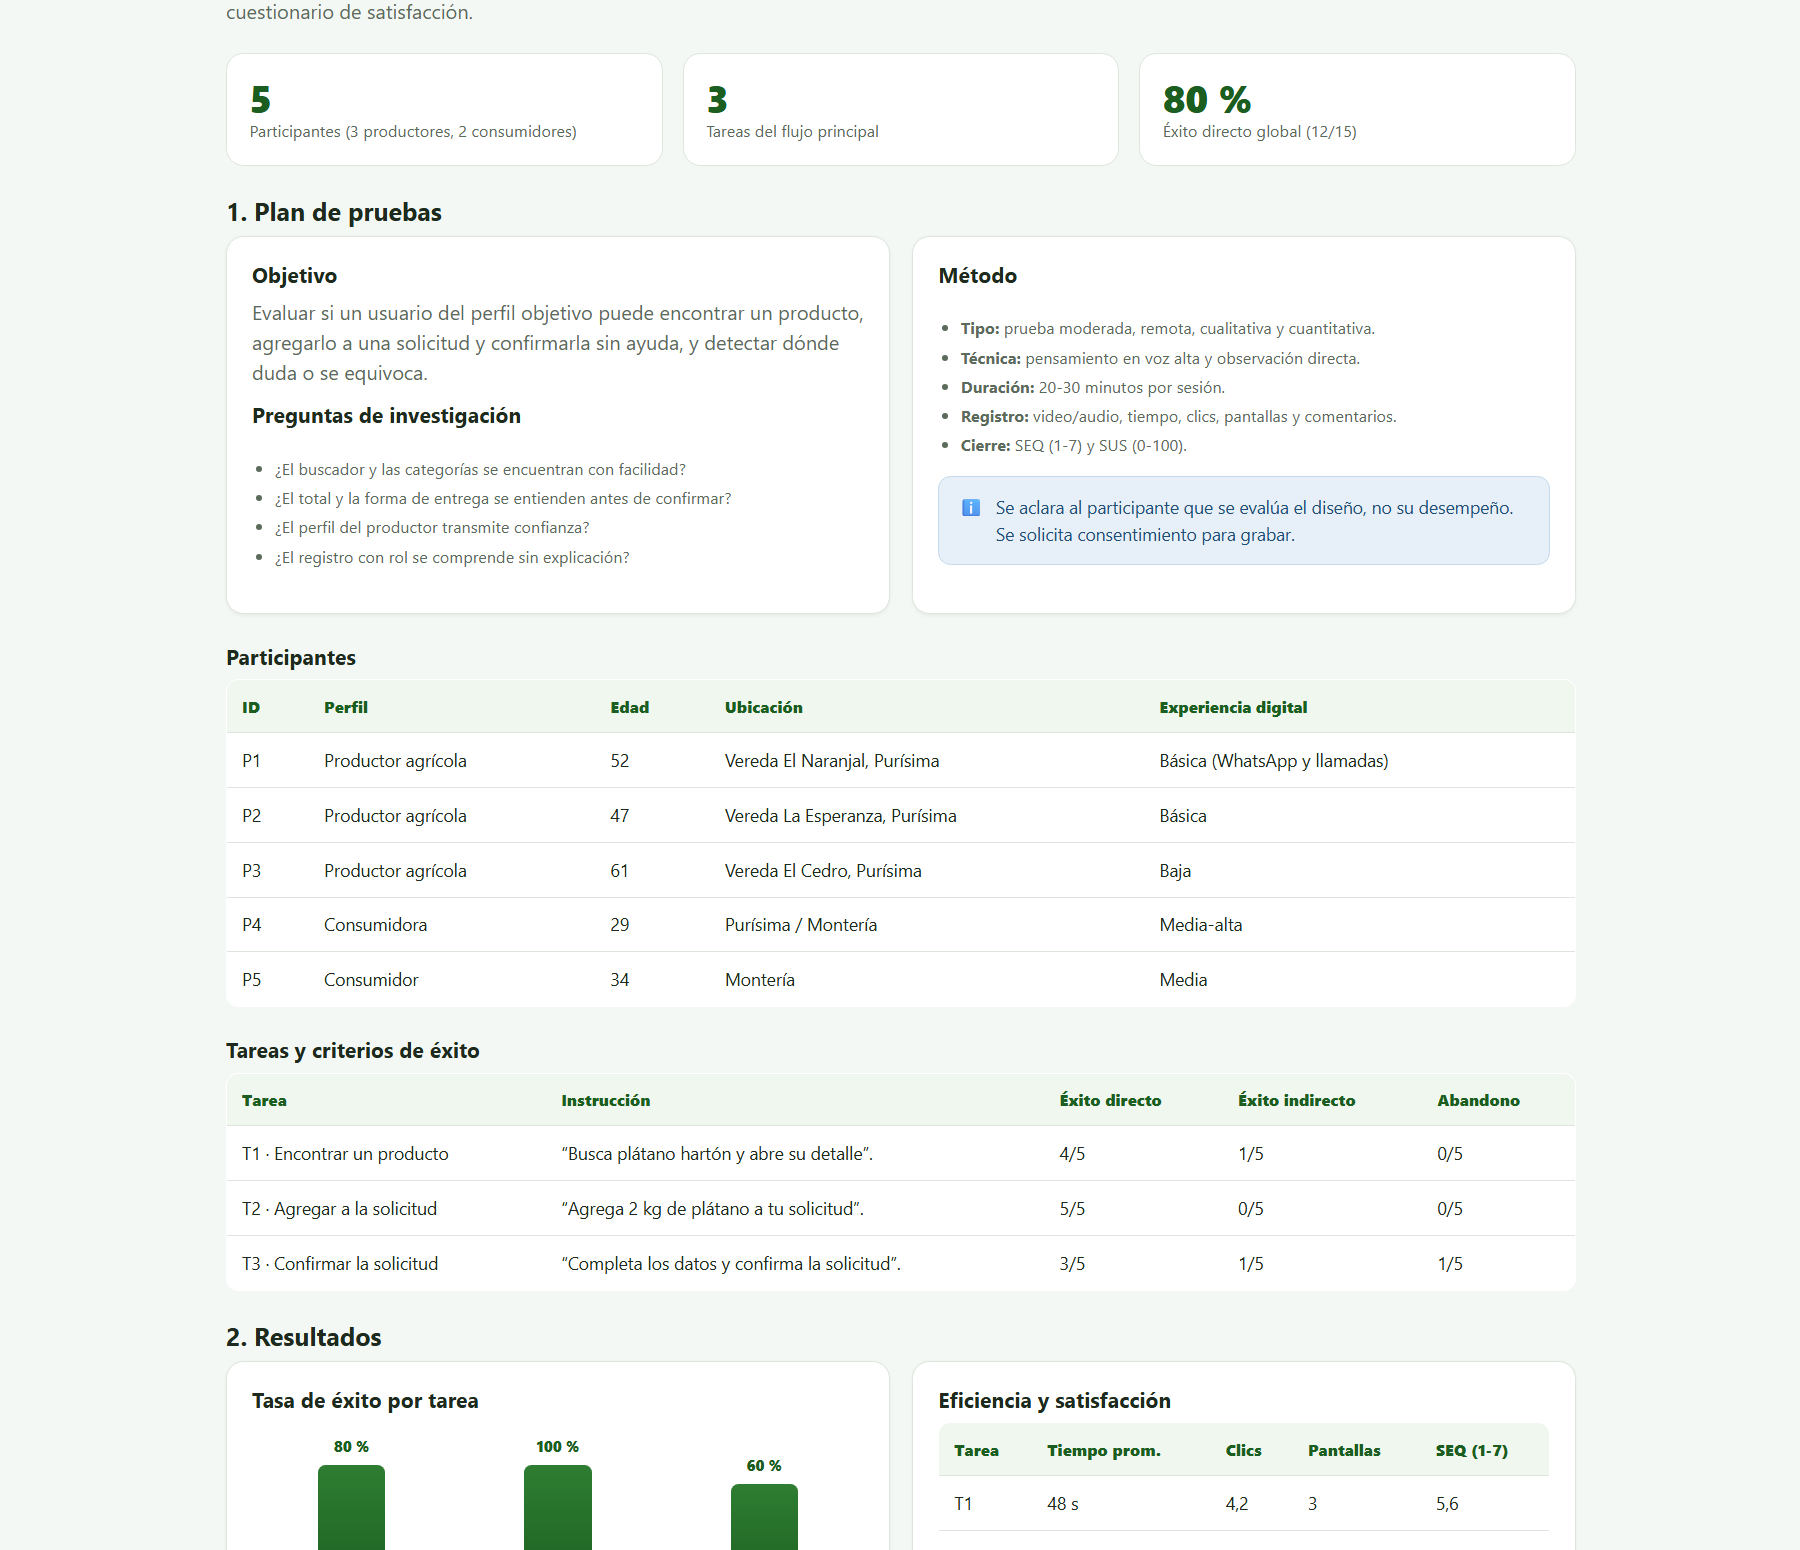 cuestionario de satisfacción.
5
Participantes (3 productores, 2 consumidores)
3
Tareas del flujo principal
80 %
Éxito directo global (12/15)
1. Plan de pruebas
Objetivo
Evaluar si un usuario del perfil objetivo puede encontrar un producto,
agregarlo a una solicitud y confirmarla sin ayuda, y detectar dónde
duda o se equivoca.
Preguntas de investigación
• ¿El buscador y las categorías se encuentran con facilidad?
• ¿El total y la forma de entrega se entienden antes de confirmar?
• ¿El perfil del productor transmite confianza?
• ¿El registro con rol se comprende sin explicación?
Método
• Tipo: prueba moderada, remota, cualitativa y cuantitativa.
• Técnica: pensamiento en voz alta y observación directa.
• Duración: 20-30 minutos por sesión.
• Registro: video/audio, tiempo, clics, pantallas y comentarios.
• Cierre: SEQ (1-7) y SUS (0-100).
ℹ️ Se aclara al participante que se evalúa el diseño, no su desempeño.
Se solicita consentimiento para grabar.
Participantes
ID Perfil Edad Ubicación Experiencia digital
P1 Productor agrícola 52 Vereda El Naranjal, Purísima Básica (WhatsApp y llamadas)
P2 Productor agrícola 47 Vereda La Esperanza, Purísima Básica
P3 Productor agrícola 61 Vereda El Cedro, Purísima Baja
P4 Consumidora 29 Purísima / Montería Media-alta
P5 Consumidor 34 Montería Media
Tareas y criterios de éxito
Tarea Instrucción Éxito directo Éxito indirecto Abandono
T1 · Encontrar un producto “Busca plátano hartón y abre su detalle”. 4/5 1/5 0/5
T2 · Agregar a la solicitud “Agrega 2 kg de plátano a tu solicitud”. 5/5 0/5 0/5
T3 · Confirmar la solicitud “Completa los datos y confirma la solicitud”. 3/5 1/5 1/5
2. Resultados
Tasa de éxito por tarea
80 % 100 % 60 %
Eficiencia y satisfacción
Tarea Tiempo prom. Clics Pantallas SEQ (1-7)
T1 48 s 4,2 3 5,6